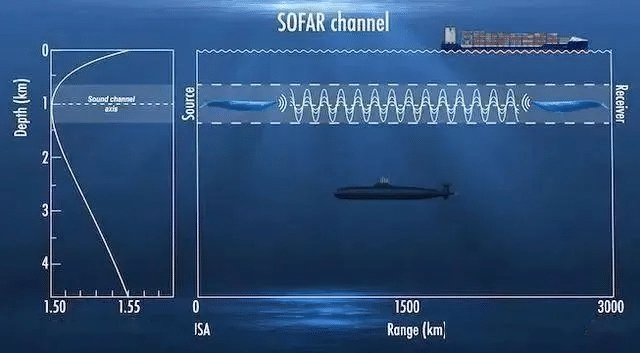 SOFAR channel
0
Depth (km)
Sound channel
axis
1
2
3
4
1.50
1.55
Source
Receiver
0
1500
3000
ISA
Range (km)